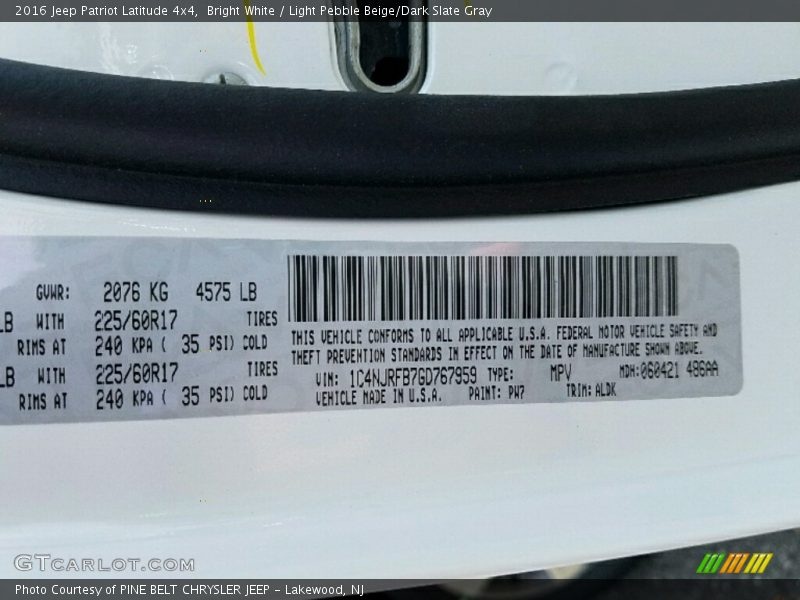 2016 Jeep Patriot Latitude 4x4,  Bright White / Light Pebble Beige/Dark Slate Gray
GVWR: 2076 KG 4575 LB
LB WITH 225/60R17 TIRES
RIMS AT 240 KPA ( 35 PSI) COLD
LB WITH 225/60R17 TIRES
RIMS AT 240 KPA ( 35 PSI) COLD
THIS VEHICLE CONFORMS TO ALL APPLICABLE U.S.A. FEDERAL MOTOR VEHICLE SAFETY AND
THEFT PREVENTION STANDARDS IN EFFECT ON THE DATE OF MANUFACTURE SHOWN ABOVE.
VIN: 1C4NJRFB7GD767959 TYPE: MPV MDH:060421 486AA
VEHICLE MADE IN U.S.A. PAINT: PW7 TRIM: ALDK
GTCARLOT.COM
Photo Courtesy of PINE BELT CHRYSLER JEEP - Lakewood, NJ